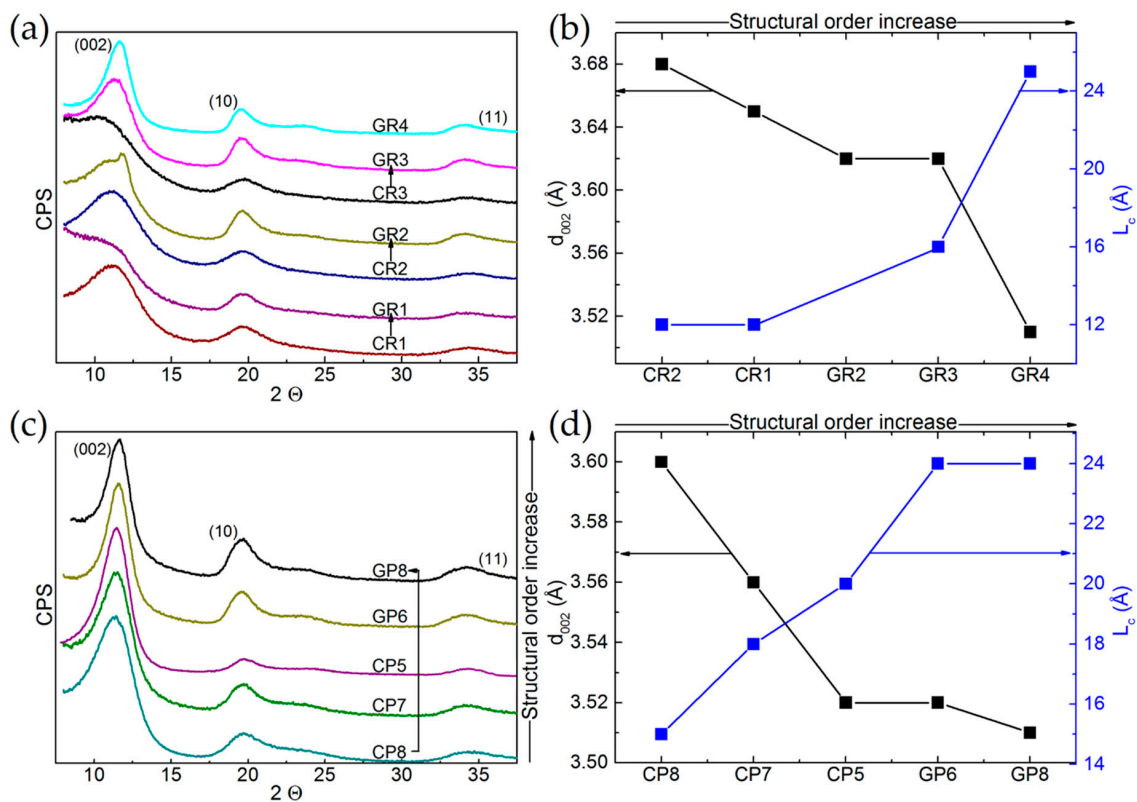 (a)
(002)
(10)
(11)
GR4
GR3
CR3
GR2
CR2
GR1
CR1
CPS
10 15 20 25 30 35
2 Θ
(b)
Structural order increase
3.68
3.64
3.60
3.56
3.52
d002 (Å)
24
20
16
12
Lc (Å)
CR2 CR1 GR2 GR3 GR4
(c)
(002)
(10)
(11)
GP8
GP6
CP5
CP7
CP8
CPS
Structural order increase
10 15 20 25 30 35
2 Θ
(d)
Structural order increase
3.60
3.58
3.56
3.54
3.52
3.50
d002 (Å)
24
22
20
18
16
14
Lc (Å)
CP8 CP7 CP5 GP6 GP8